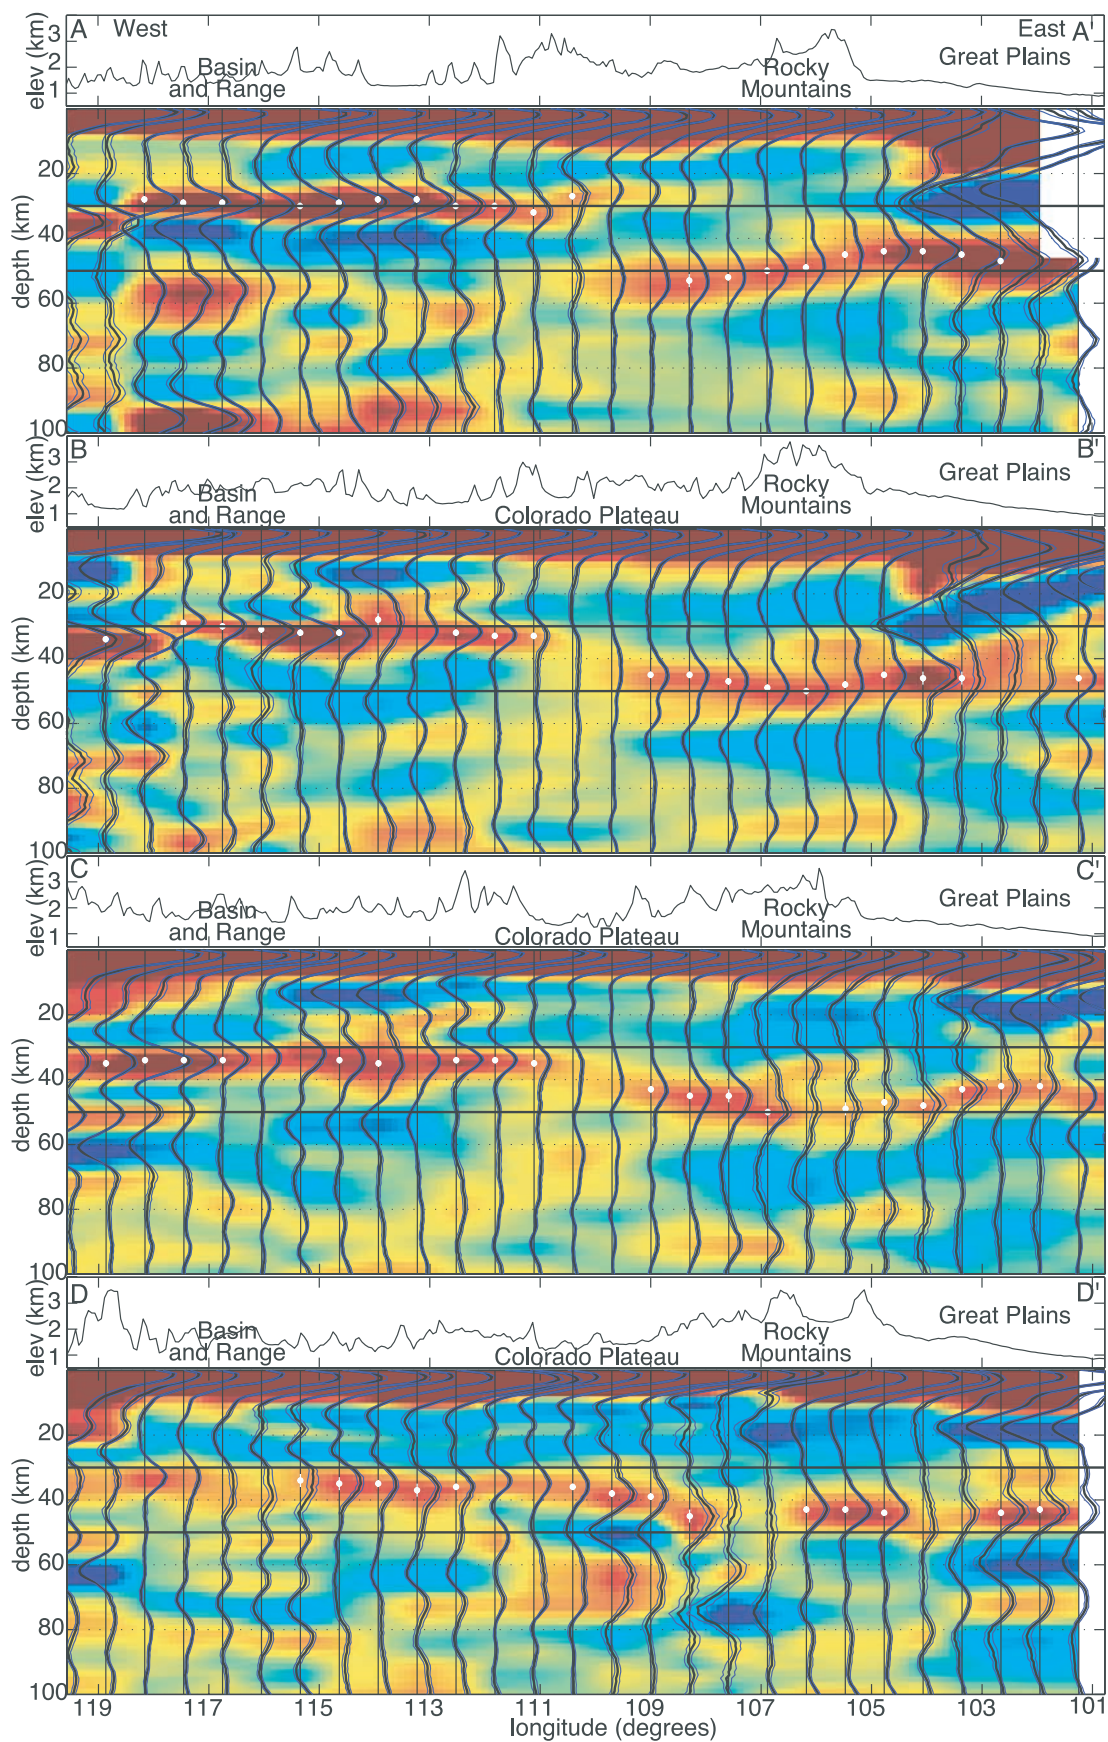 A West East A'
elev (km)
3
2
1
Basin
and Range
Rocky
Mountains
Great Plains
depth (km)
20
40
60
80
100
B B'
elev (km)
3
2
1
Basin
and Range
Colorado Plateau
Rocky
Mountains
Great Plains
depth (km)
20
40
60
80
100
C C'
elev (km)
3
2
1
Basin
and Range
Colorado Plateau
Rocky
Mountains
Great Plains
depth (km)
20
40
60
80
100
D D'
elev (km)
3
2
1
Basin
and Range
Colorado Plateau
Rocky
Mountains
Great Plains
depth (km)
20
40
60
80
100
119 117 115 113 111 109 107 105 103 101
longitude (degrees)